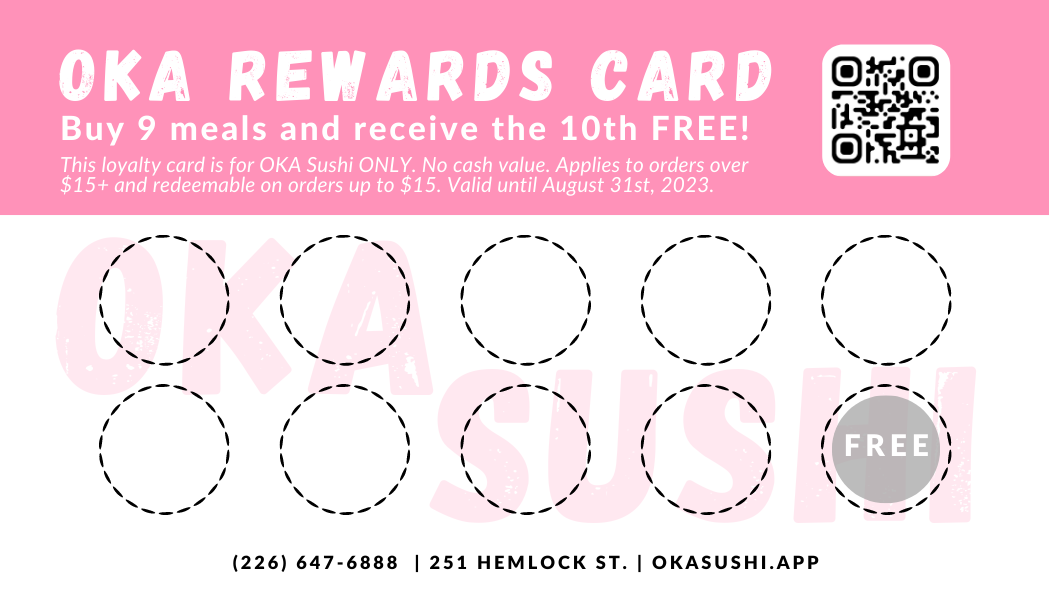 OKA REWARDS CARD
Buy 9 meals and receive the 10th FREE!
This loyalty card is for OKA Sushi ONLY. No cash value. Applies to orders over
$15+ and redeemable on orders up to $15. Valid until August 31st, 2023.
OKA
SUSHI
FREE
(226) 647-6888 | 251 HEMLOCK ST. | OKASUSHI.APP